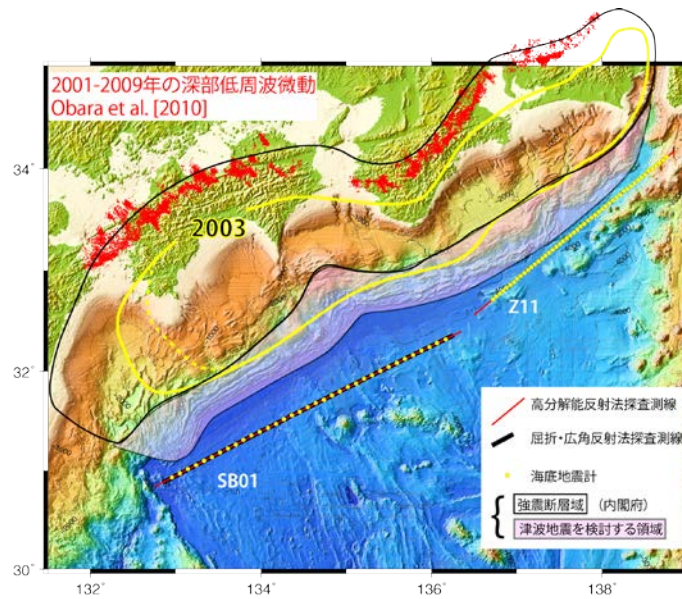 2001-2009年の深部低周波微動
Obara et al. [2010]
34°
2003
Z11
32°
高分解能反射法探査測線
屈折・広角反射法探査測線
SB01
海底地震計
強震断層域 (内閣府)
津波地震を検討する領域
30°
132° 134° 136° 138°